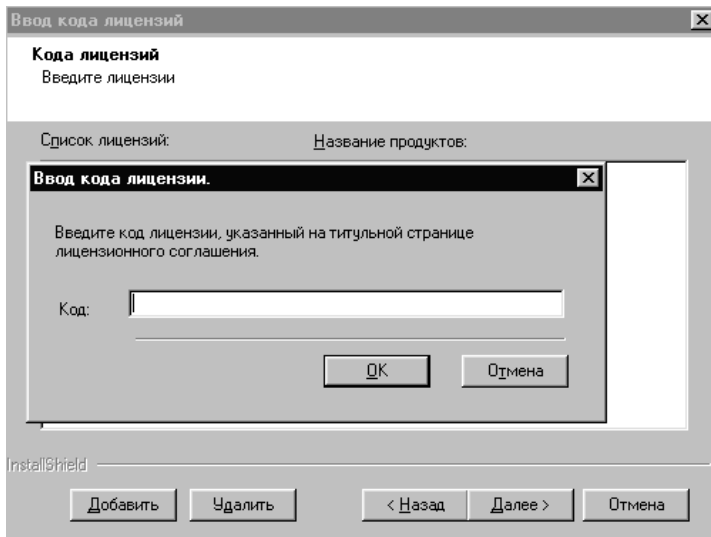 Ввод кода лицензий
Кода лицензий
Введите лицензии
Список лицензий: Название продуктов:
Ввод кода лицензии.
Введите код лицензии, указанный на титульной странице
лицензионного соглашения.
Код:
OK Отмена
InstallShield
Добавить Удалить < Назад Далее > Отмена